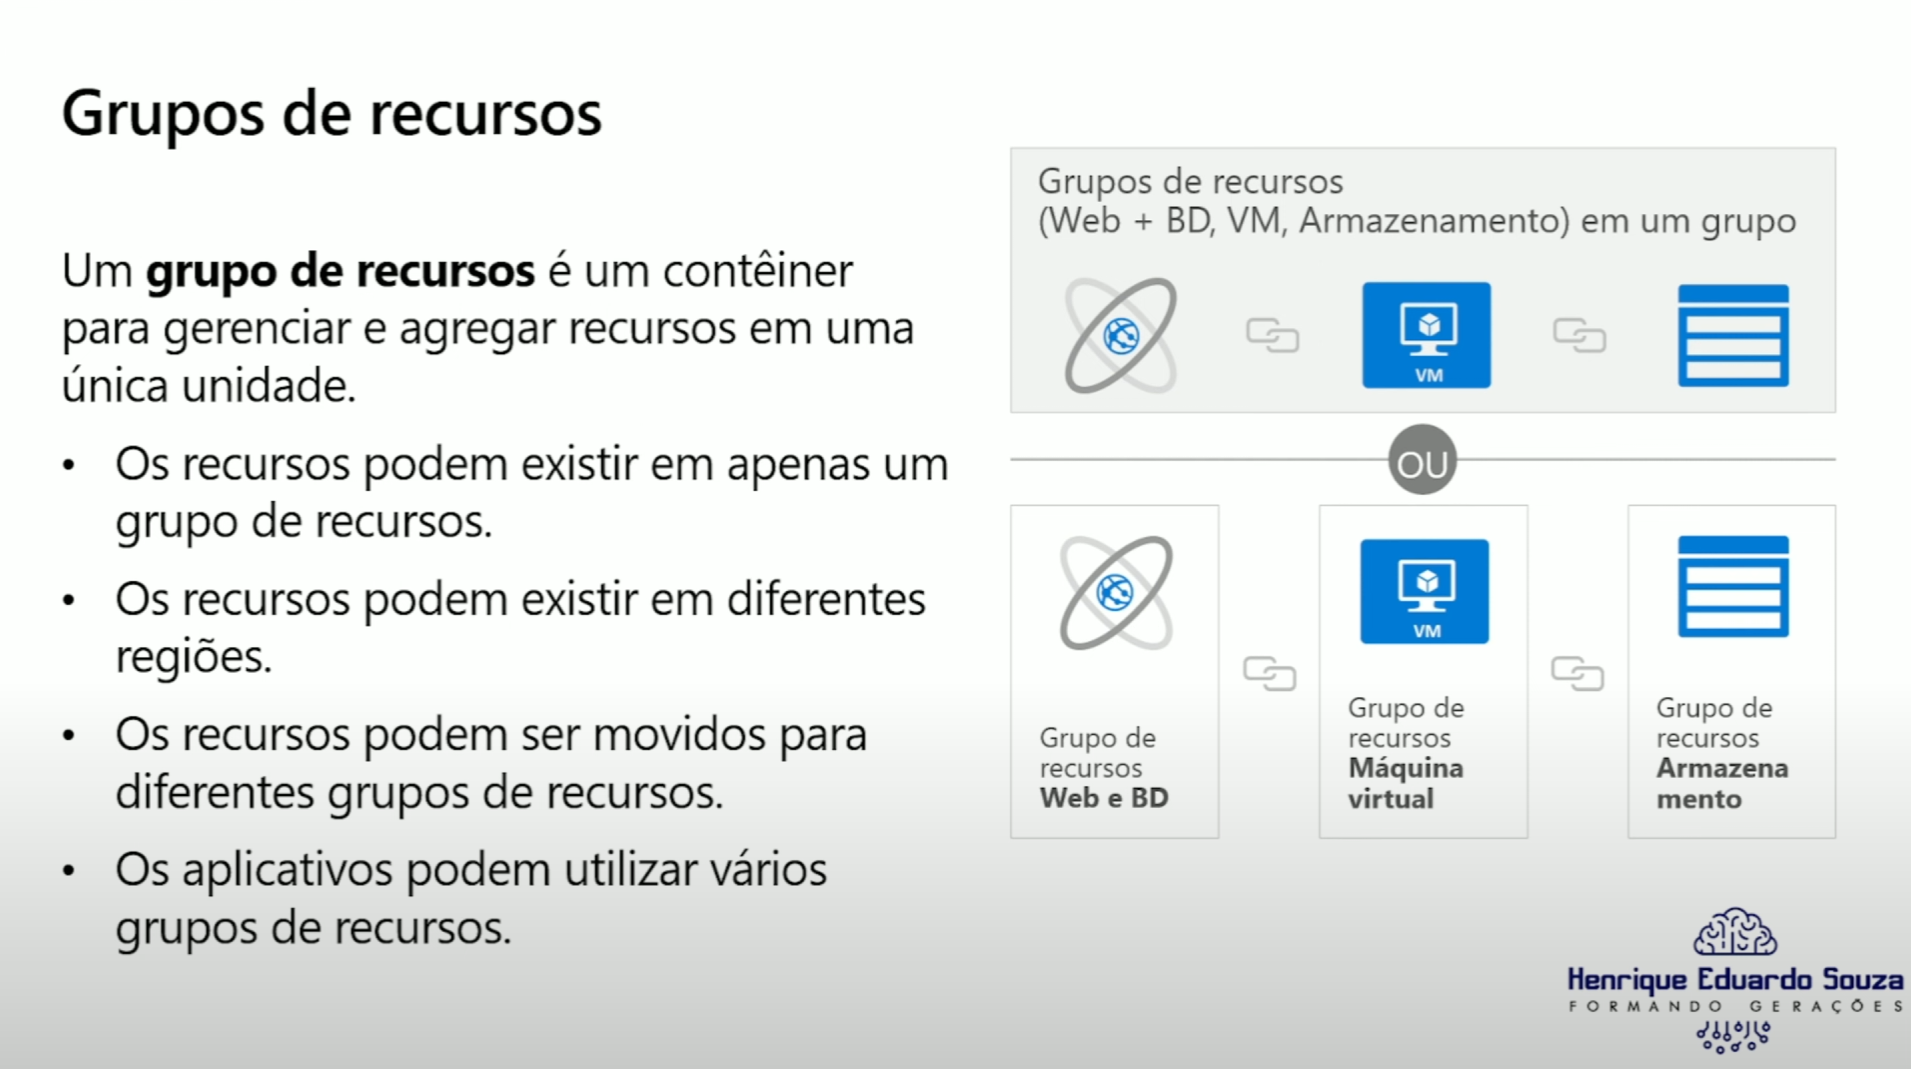 Grupos de recursos
Um grupo de recursos é um contêiner
para gerenciar e agregar recursos em uma
única unidade.
• Os recursos podem existir em apenas um
grupo de recursos.
• Os recursos podem existir em diferentes
regiões.
• Os recursos podem ser movidos para
diferentes grupos de recursos.
• Os aplicativos podem utilizar vários
grupos de recursos.
Grupos de recursos
(Web + BD, VM, Armazenamento) em um grupo
VM
OU
Grupo de
recursos
Web e BD
VM
Grupo de
recursos
Máquina
virtual
Grupo de
recursos
Armazena
mento
Henrique Eduardo Souza
FORMANDO GERAÇÕES